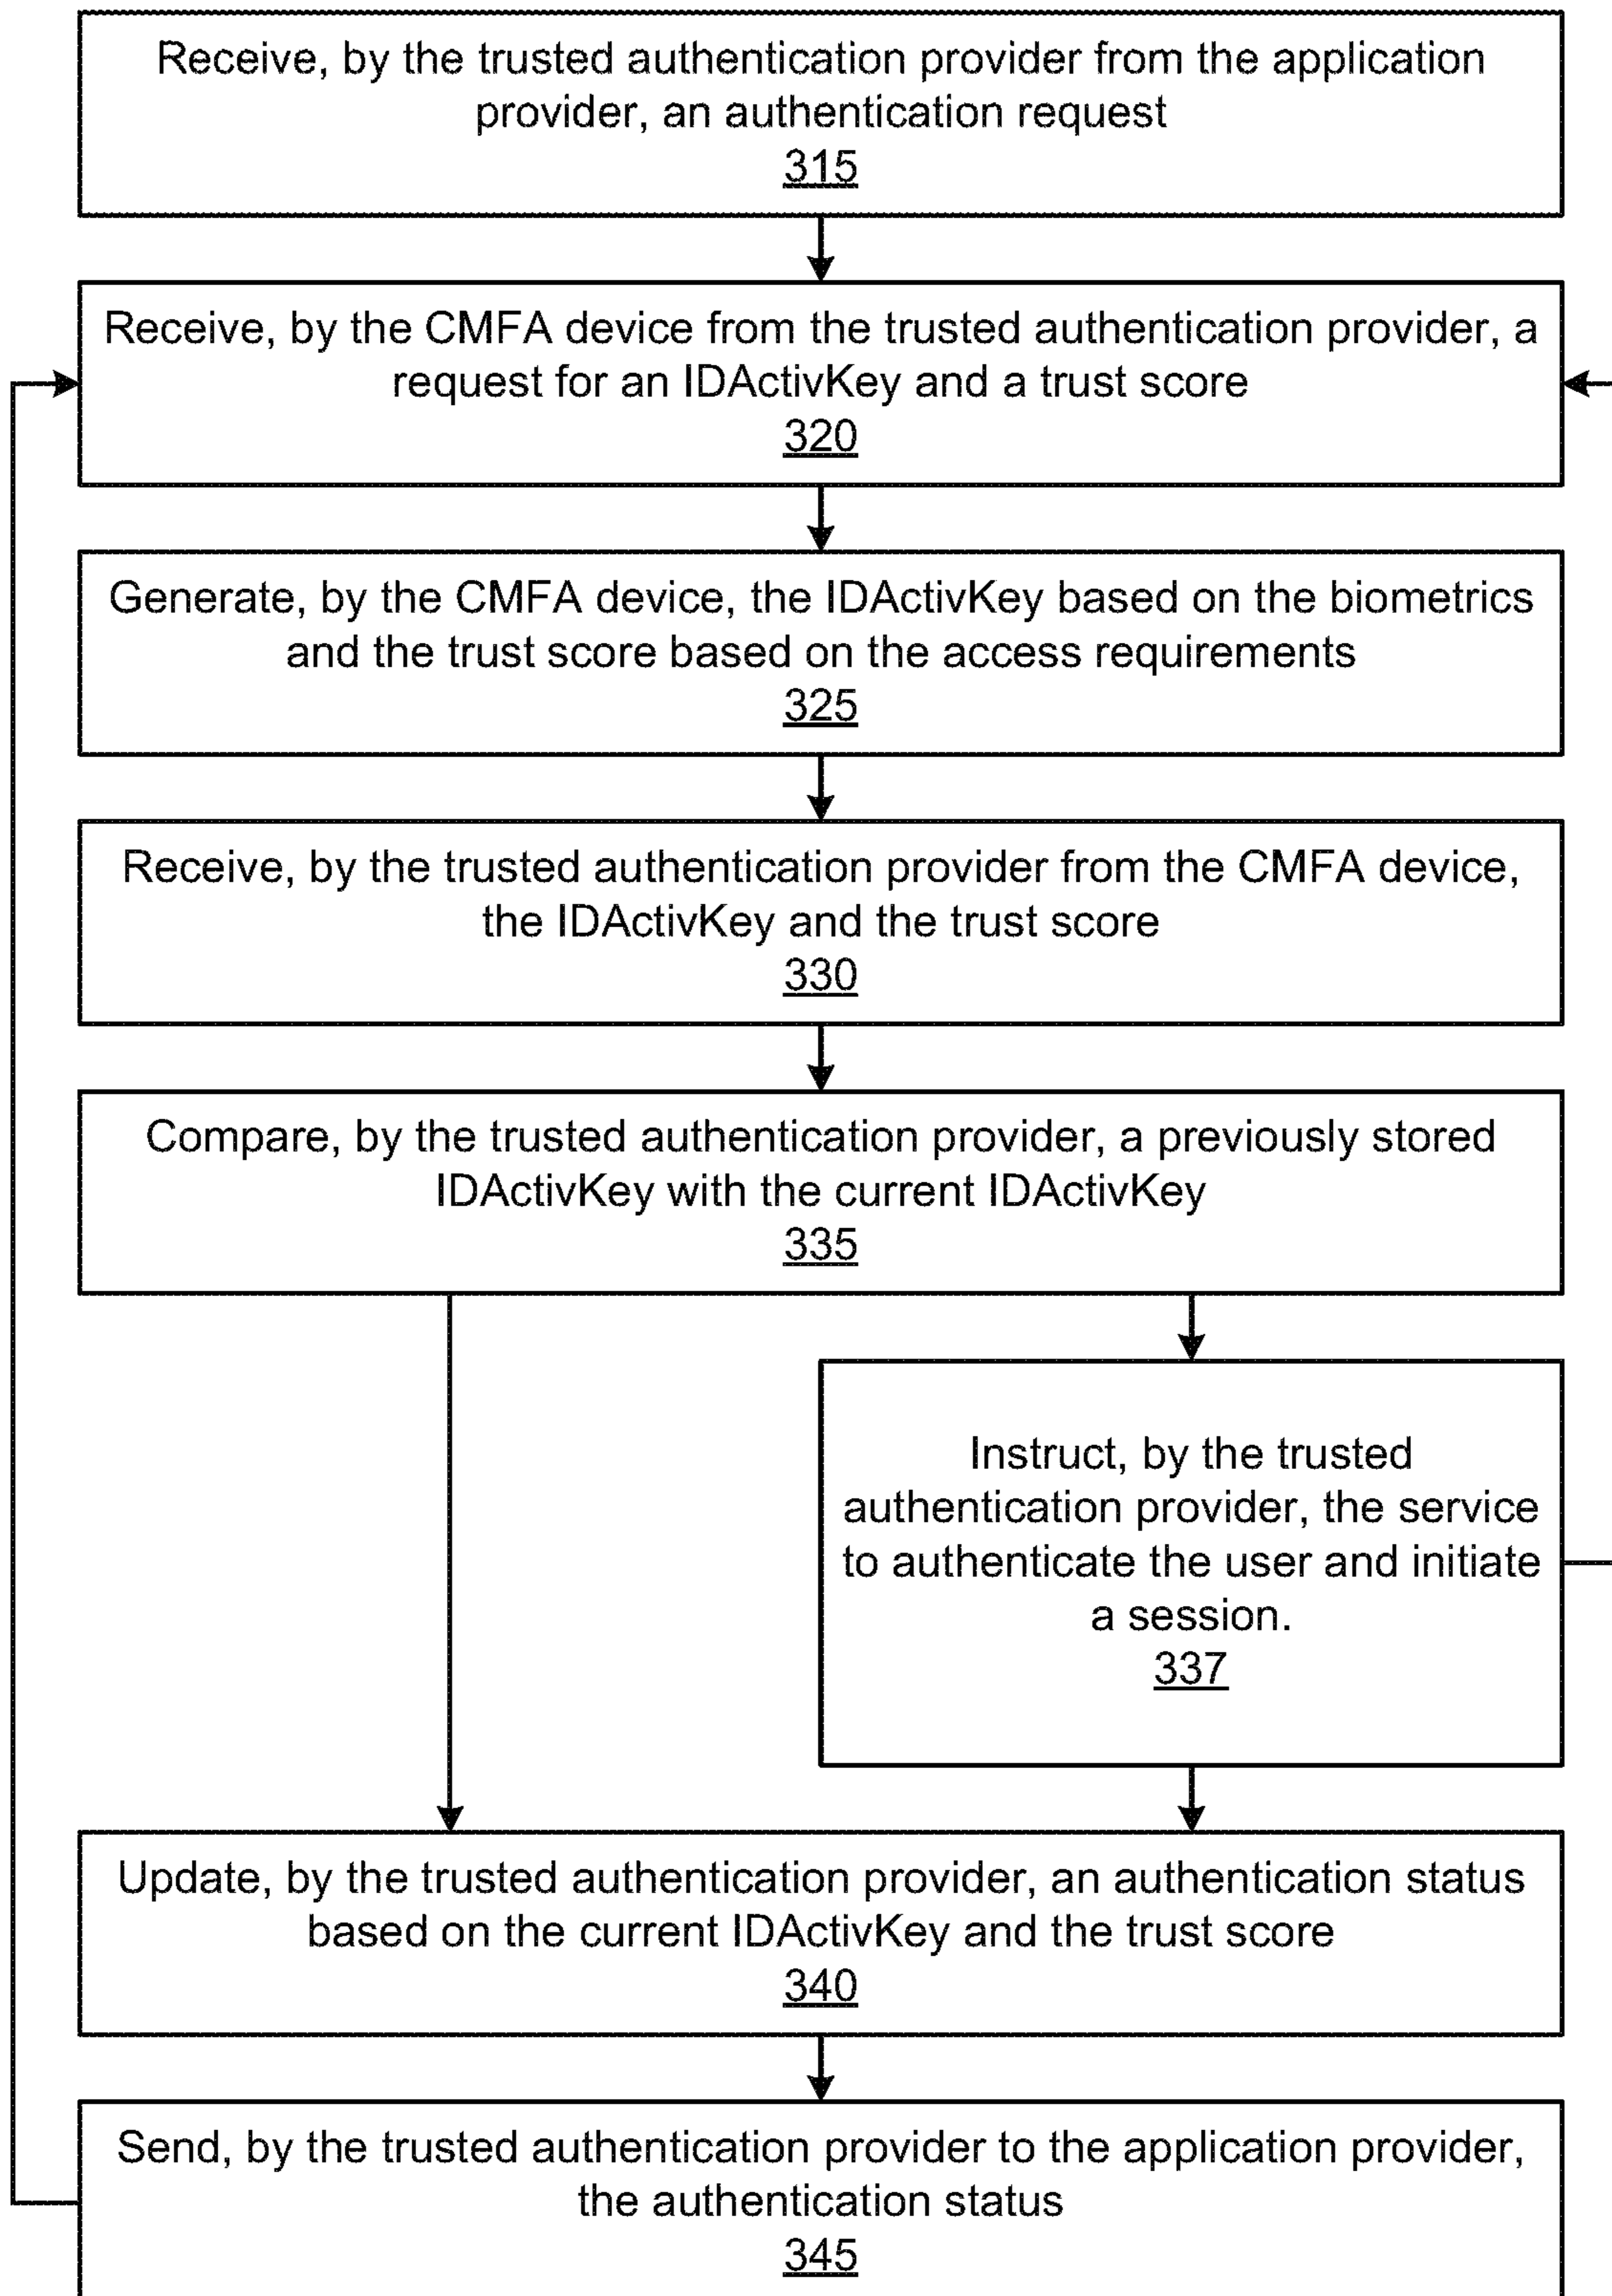 Receive, by the trusted authentication provider from the application
provider, an authentication request
315
Receive, by the CMFA device from the trusted authentication provider, a
request for an IDActivKey and a trust score
320
Generate, by the CMFA device, the IDActivKey based on the biometrics
and the trust score based on the access requirements
325
Receive, by the trusted authentication provider from the CMFA device,
the IDActivKey and the trust score
330
Compare, by the trusted authentication provider, a previously stored
IDActivKey with the current IDActivKey
335
Instruct, by the trusted
authentication provider, the service
to authenticate the user and initiate
a session.
337
Update, by the trusted authentication provider, an authentication status
based on the current IDActivKey and the trust score
340
Send, by the trusted authentication provider to the application provider,
the authentication status
345